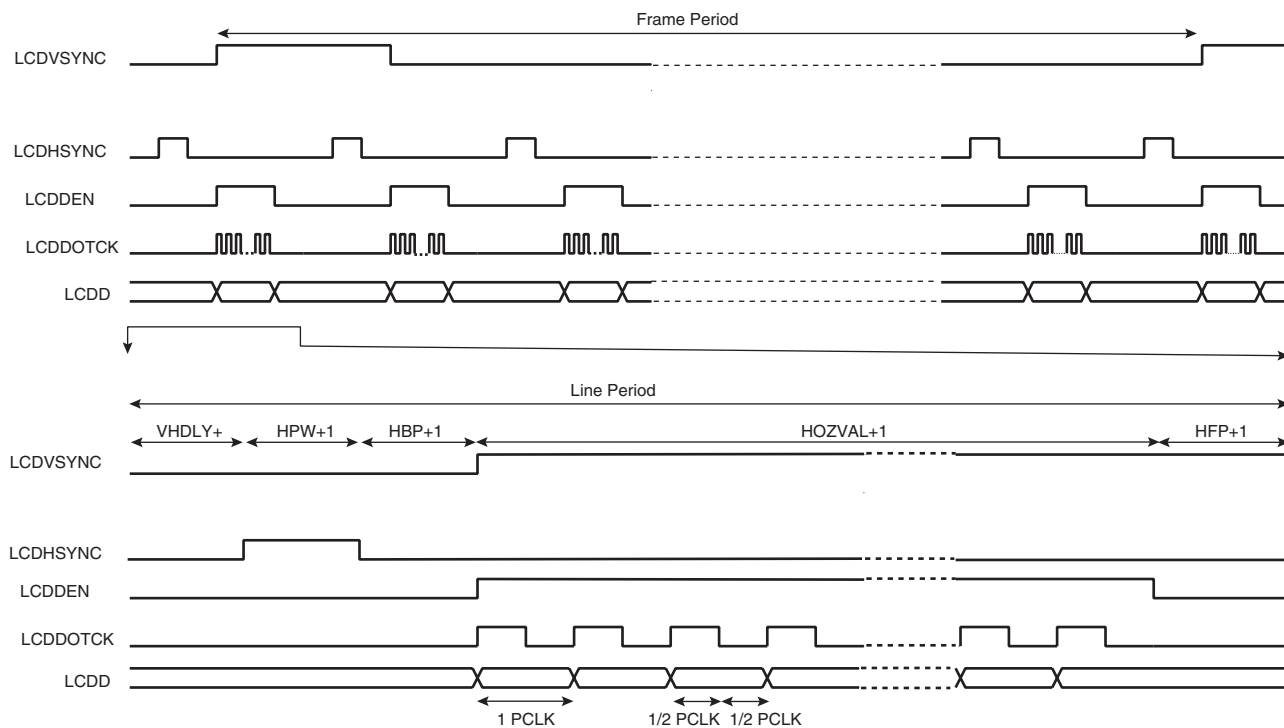 Frame Period
LCDVSYNC
LCDHSYNC
LCDDEN
LCDDOTCK
LCDD
Line Period
VHDLY+ HPW+1 HBP+1 HOZVAL+1 HFP+1
LCDVSYNC
LCDHSYNC
LCDDEN
LCDDOTCK
LCDD
1 PCLK 1/2 PCLK 1/2 PCLK